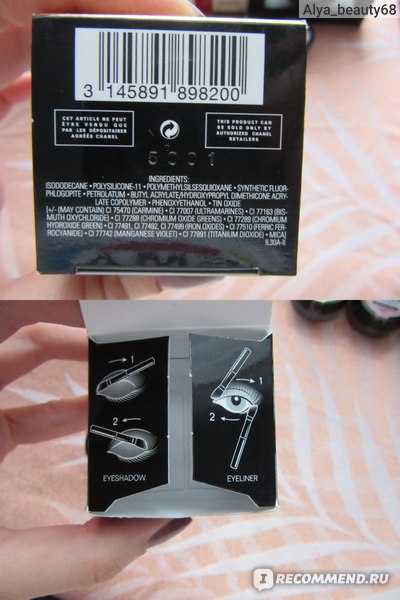 Alya_beauty68
3 145891 898200
CET ARTICLE NE PEUT
ÊTRE VENDU QUE
PAR LES DÉPOSITAIRES
AGRÉÉS CHANEL
THIS PRODUCT CAN
BE SOLD ONLY BY
AUTHORIZED CHANEL
RETAILERS
5001
INGREDIENTS:
ISODODECANE • POLYSILICONE-11 • POLYMETHYLSILSESQUIOXANE • SYNTHETIC FLUOR-
PHLOGOPITE • PETROLATUM • BUTYL ACRYLATE/HYDROXYPROPYL DIMETHICONE ACRY-
LATE COPOLYMER • PHENOXYETHANOL • TIN OXIDE
[+/- (MAY CONTAIN) CI 75470 (CARMINE) • CI 77007 (ULTRAMARINES) • CI 77163 (BIS-
MUTH OXYCHLORIDE) • CI 77288 (CHROMIUM OXIDE GREENS) • CI 77289 (CHROMIUM
HYDROXIDE GREEN) • CI 77491, CI 77492, CI 77499 (IRON OXIDES) • CI 77510 (FERRIC FER-
ROCYANIDE) • CI 77742 (MANGANESE VIOLET) • CI 77891 (TITANIUM DIOXIDE) • MICA]
IL30A-II
1
2
EYESHADOW
1
2
EYELINER
IRECOMMEND.RU